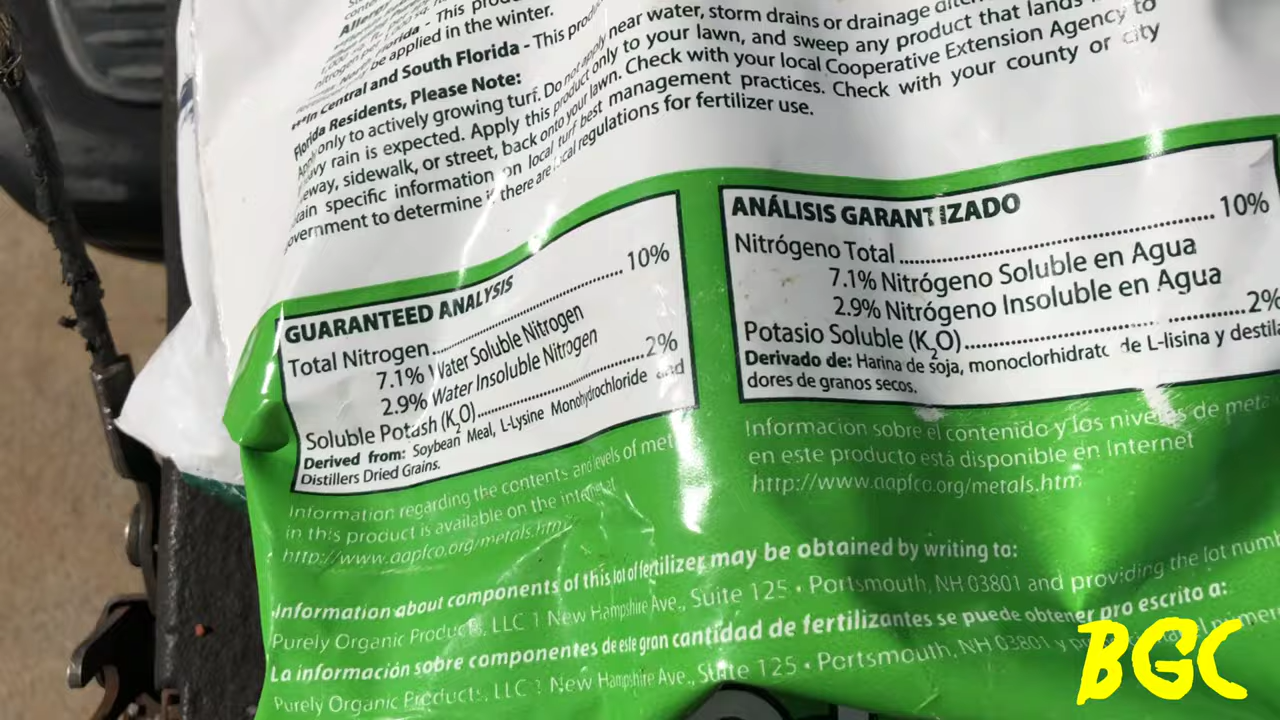 Allerg
- This produ
be applied in the winter.
***In Central and South Florida - This produ
Florida Residents, Please Note:
only to actively growing turf. Do not apply near water, storm drains or drainage
rain is expected. Apply this product only to your lawn, and sweep any product that lands
sidewalk, or street, back onto your lawn. Check with your local Cooperative Extension Agency to
specific information on local turf best management practices. Check with your county or city
overnment to determine if there are local regulations for fertilizer use.
GUARANTEED ANALYSIS
Total Nitrogen........................ 10%
7.1% Water Soluble Nitrogen
2.9% Water Insoluble Nitrogen
Soluble Potash (K2O)........................2%
Derived from: Soybean Meal, L-Lysine Monohydrochloride and
Distillers Dried Grains.
Information regarding the contents and levels of met
in this product is available on the internet
http://www.aapfco.org/metals.htm
ANÁLISIS GARANTIZADO
Nitrógeno Total........................ 10%
7.1% Nitrógeno Soluble en Agua
2.9% Nitrógeno Insoluble en Agua
Potasio Soluble (K2O)........................2%
Derivado de: Harina de soja, monoclorhidrato de L-lisina y destila
dores de granos secos.
Informacion sobre el contenido y los niveles de meta
en este producto está disponible en Internet
http://www.aapfco.org/metals.htm
Information about components of this lot of fertilizer may be obtained by writing to:
Purely Organic Products, LLC 1 New Hampshire Ave., Suite 125 • Portsmouth, NH 03801 and providing the lot numb
La información sobre componentes de este gran cantidad de fertilizantes se puede obtener pro escrito a:
Purely Organic Products, LLC 1 New Hampshire Ave., Suite 125 • Portsmouth, NH 03801 y
BGC